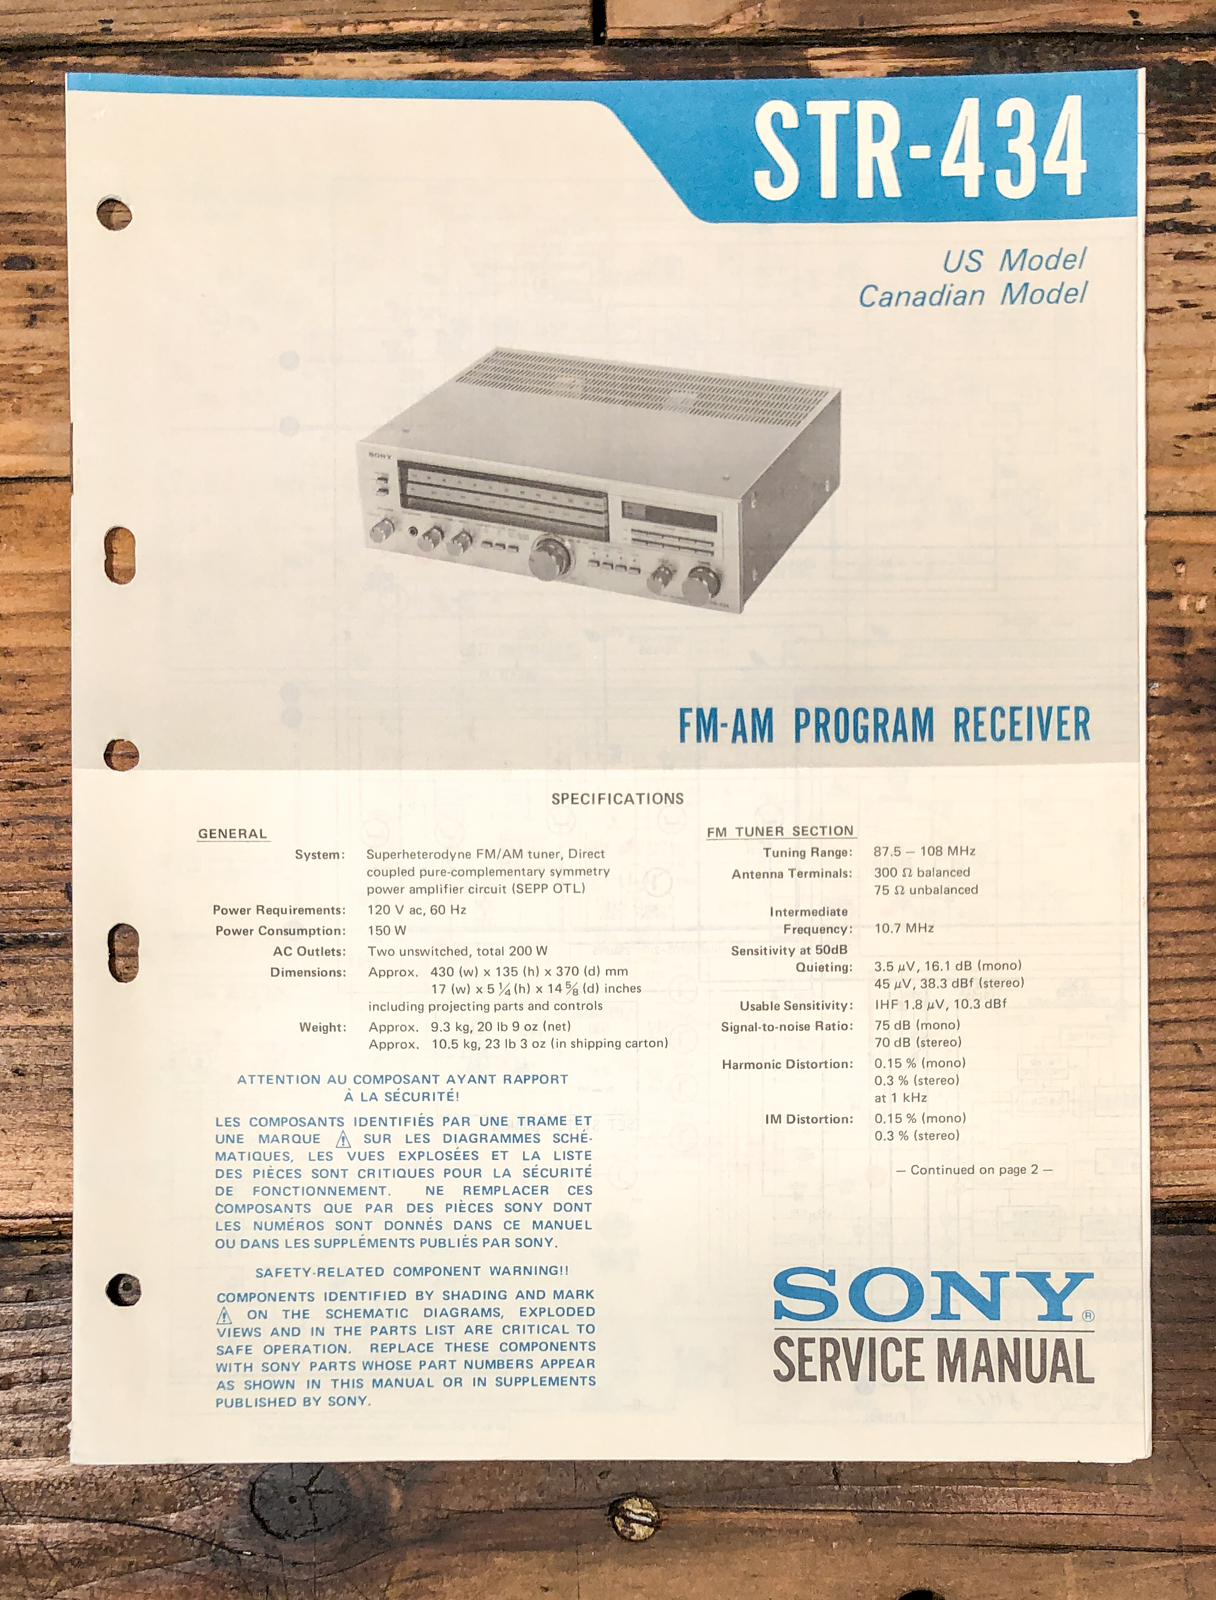 STR-434
US Model
Canadian Model
SONY
FM-AM PROGRAM RECEIVER
SPECIFICATIONS
GENERAL
System: Superheterodyne FM/AM tuner, Direct
coupled pure-complementary symmetry
power amplifier circuit (SEPP OTL)
Power Requirements: 120 V ac, 60 Hz
Power Consumption: 150 W
AC Outlets: Two unswitched, total 200 W
Dimensions: Approx. 430 (w) x 135 (h) x 370 (d) mm
17 (w) x 5 1/4 (h) x 14 5/8 (d) inches
including projecting parts and controls
Weight: Approx. 9.3 kg, 20 lb 9 oz (net)
Approx. 10.5 kg, 23 lb 3 oz (in shipping carton)
ATTENTION AU COMPOSANT AYANT RAPPORT
À LA SÉCURITÉ!
LES COMPOSANTS IDENTIFIÉS PAR UNE TRAME ET
UNE MARQUE ⚠ SUR LES DIAGRAMMES SCHÉ-
MATIQUES, LES VUES EXPLOSÉES ET LA LISTE
DES PIÈCES SONT CRITIQUES POUR LA SÉCURITÉ
DE FONCTIONNEMENT. NE REMPLACER CES
COMPOSANTS QUE PAR DES PIÈCES SONY DONT
LES NUMÉROS SONT DONNÉS DANS CE MANUEL
OU DANS LES SUPPLÉMENTS PUBLIÉS PAR SONY.
SAFETY-RELATED COMPONENT WARNING!!
COMPONENTS IDENTIFIED BY SHADING AND MARK
⚠ ON THE SCHEMATIC DIAGRAMS, EXPLODED
VIEWS AND IN THE PARTS LIST ARE CRITICAL TO
SAFE OPERATION. REPLACE THESE COMPONENTS
WITH SONY PARTS WHOSE PART NUMBERS APPEAR
AS SHOWN IN THIS MANUAL OR IN SUPPLEMENTS
PUBLISHED BY SONY.
FM TUNER SECTION
Tuning Range: 87.5 – 108 MHz
Antenna Terminals: 300 Ω balanced
75 Ω unbalanced
Intermediate
Frequency: 10.7 MHz
Sensitivity at 50dB
Quieting: 3.5 µV, 16.1 dB (mono)
45 µV, 38.3 dBf (stereo)
Usable Sensitivity: IHF 1.8 µV, 10.3 dBf
Signal-to-noise Ratio: 75 dB (mono)
70 dB (stereo)
Harmonic Distortion: 0.15 % (mono)
0.3 % (stereo)
at 1 kHz
IM Distortion: 0.15 % (mono)
0.3 % (stereo)
— Continued on page 2 —
SONY®
SERVICE MANUAL